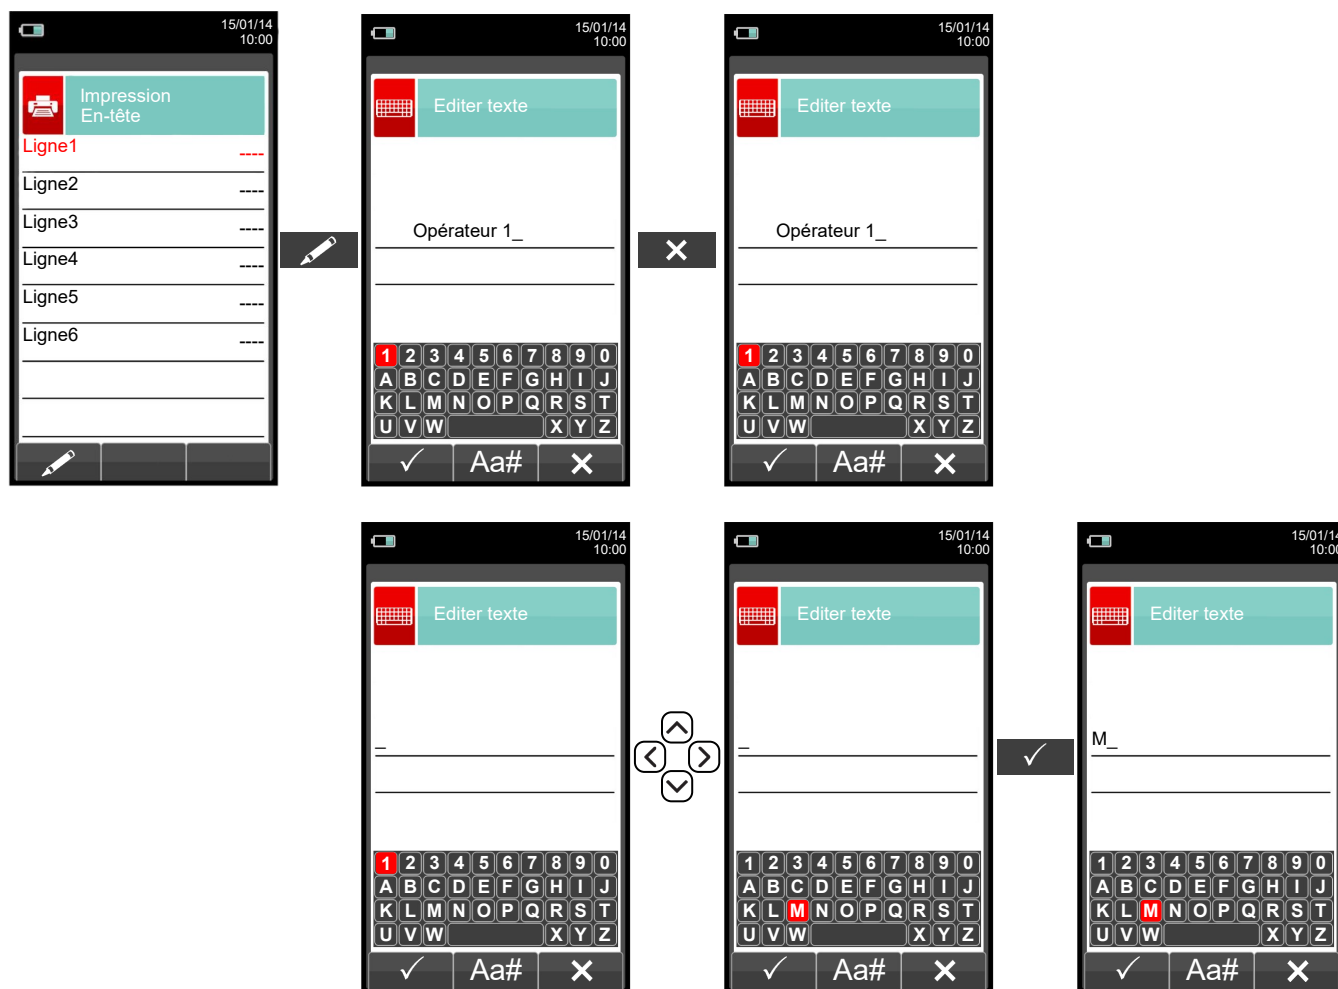 15/01/14
10:00
Impression
En-tête
Ligne1 ----
Ligne2 ----
Ligne3 ----
Ligne4 ----
Ligne5 ----
Ligne6 ----
15/01/14
10:00
Editer texte
Opérateur 1_
1 2 3 4 5 6 7 8 9 0
A B C D E F G H I J
K L M N O P Q R S T
U V W X Y Z
Aa#
15/01/14
10:00
Editer texte
Opérateur 1_
1 2 3 4 5 6 7 8 9 0
A B C D E F G H I J
K L M N O P Q R S T
U V W X Y Z
Aa#
15/01/14
10:00
Editer texte
_
1 2 3 4 5 6 7 8 9 0
A B C D E F G H I J
K L M N O P Q R S T
U V W X Y Z
Aa#
15/01/14
10:00
Editer texte
_
1 2 3 4 5 6 7 8 9 0
A B C D E F G H I J
K L M N O P Q R S T
U V W X Y Z
Aa#
15/01/14
10:00
Editer texte
M_
1 2 3 4 5 6 7 8 9 0
A B C D E F G H I J
K L M N O P Q R S T
U V W X Y Z
Aa#